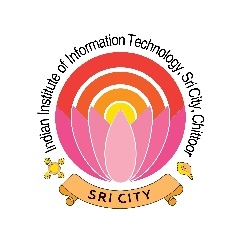 Indian Institute of Information Technology, Sri City, Chittoor
SRI CITY